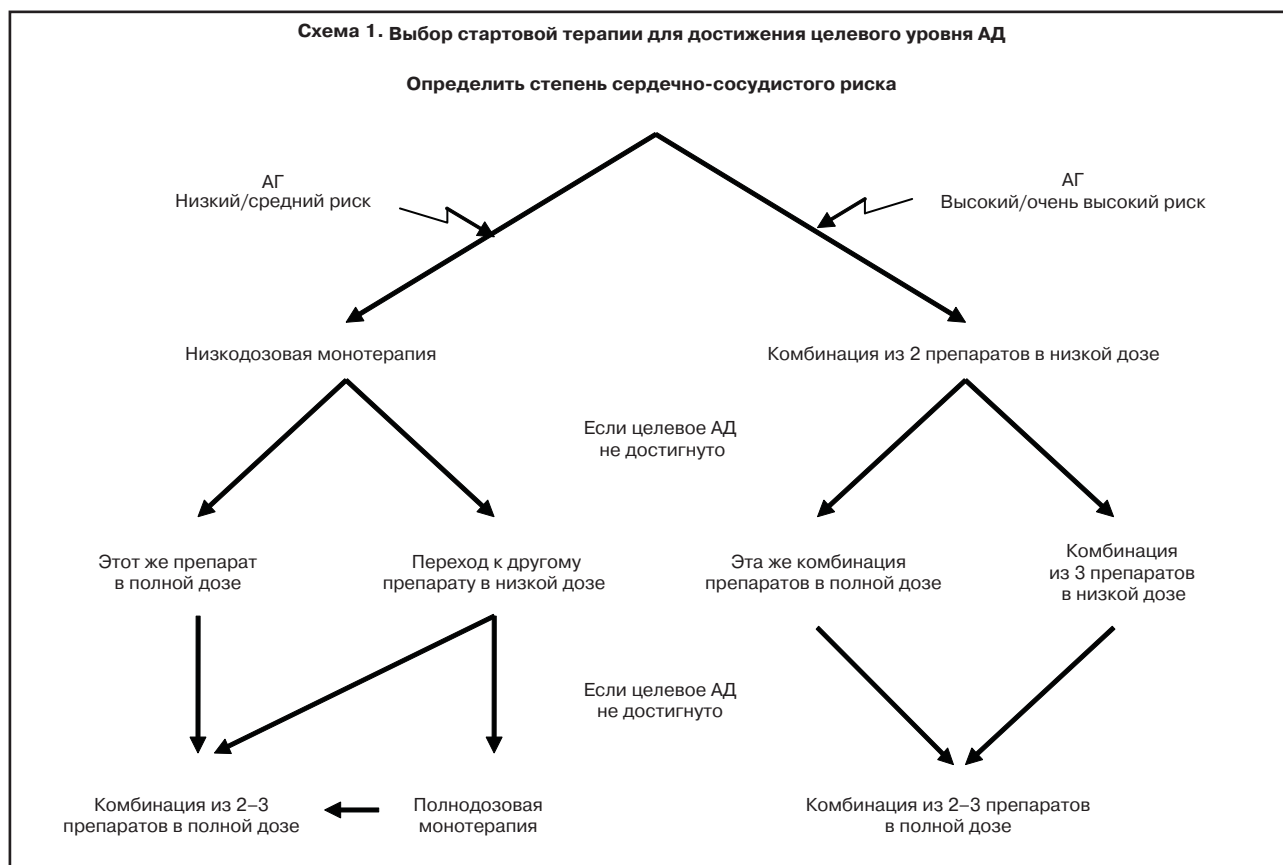 Схема 1. Выбор стартовой терапии для достижения целевого уровня АД
Определить степень сердечно-сосудистого риска
АГ
Низкий/средний риск
АГ
Высокий/очень высокий риск
Низкодозовая монотерапия
Комбинация из 2 препаратов в низкой дозе
Если целевое АД
не достигнуто
Этот же препарат
в полной дозе
Переход к другому
препарату в низкой дозе
Эта же комбинация
препаратов в полной дозе
Комбинация
из 3 препаратов
в низкой дозе
Если целевое АД
не достигнуто
Комбинация из 2–3
препаратов в полной дозе
Полнодозовая
монотерапия
Комбинация из 2–3 препаратов
в полной дозе